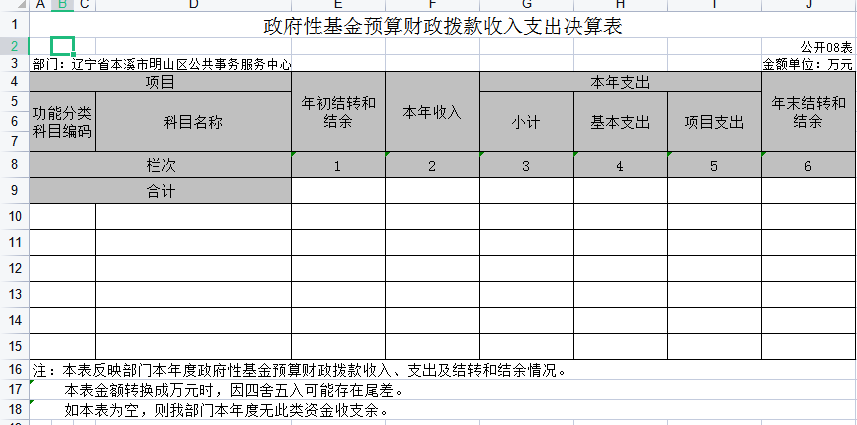 A B C D E F G H I J
1 政府性基金预算财政拨款收入支出决算表
2 公开08表
3 部门：辽宁省本溪市明山区公共事务服务中心 金额单位：万元
4 项目 年初结转和结余 本年收入 本年支出 年末结转和结余
5 功能分类科目编码 科目名称 小计 基本支出 项目支出
6
7
8 栏次 1 2 3 4 5 6
9 合计
10
11
12
13
14
15
16 注：本表反映部门本年度政府性基金预算财政拨款收入、支出及结转和结余情况。
17 本表金额转换成万元时，因四舍五入可能存在尾差。
18 如本表为空，则我部门本年度无此类资金收支余。